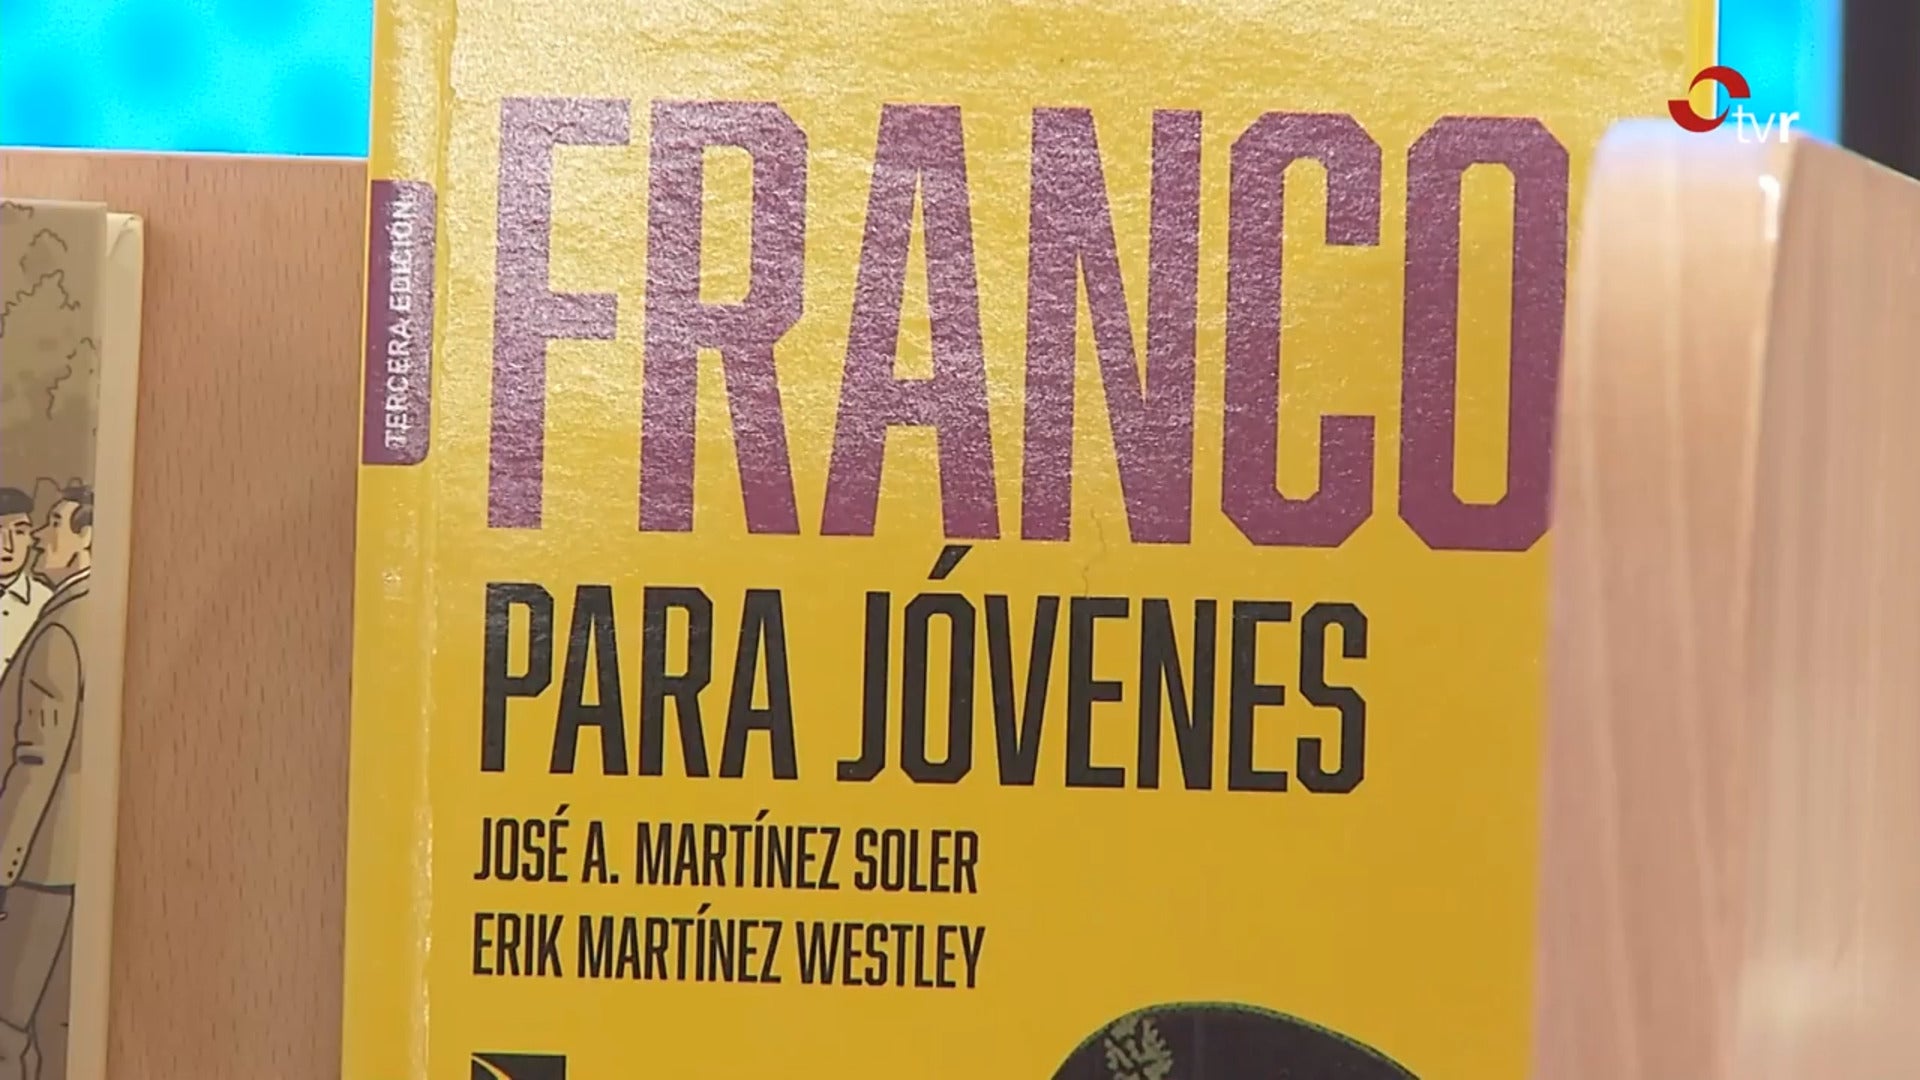 tvr
FRANCO
TERCERA EDICIÓN
PARA JÓVENES
JOSÉ A. MARTÍNEZ SOLER
ERIK MARTÍNEZ WESTLEY